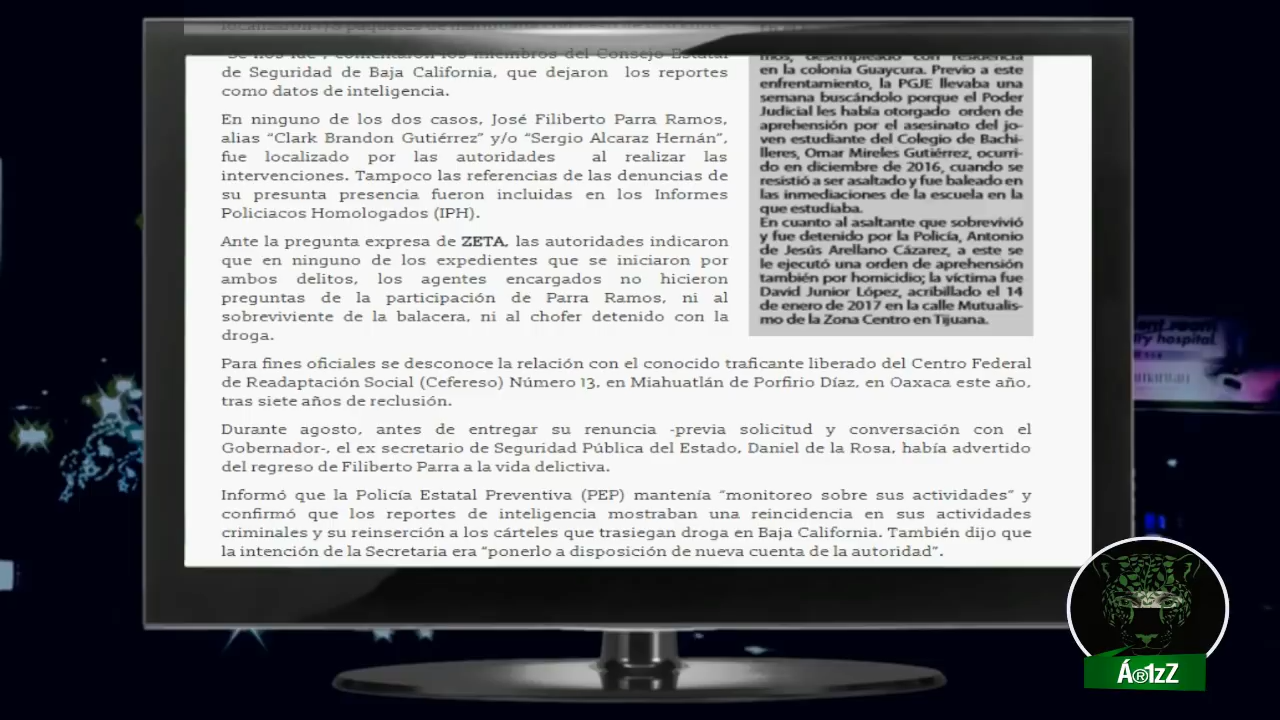 "Se nos fue", comentaron los miembros del Consejo Estatal
de Seguridad de Baja California, que dejaron los reportes
como datos de inteligencia.
En ninguno de los dos casos, José Filiberto Parra Ramos,
alias “Clark Brandon Gutiérrez” y/o “Sergio Alcaraz Hernán”,
fue localizado por las autoridades al realizar las
intervenciones. Tampoco las referencias de las denuncias de
su presunta presencia fueron incluidas en los Informes
Policiacos Homologados (IPH).
Ante la pregunta expresa de ZETA, las autoridades indicaron
que en ninguno de los expedientes que se iniciaron por
ambos delitos, los agentes encargados no hicieron
preguntas de la participación de Parra Ramos, ni al
sobreviviente de la balacera, ni al chofer detenido con la
droga.
mos, desempleado con residencia
en la colonia Guaycura. Previo a este
enfrentamiento, la PGJE llevaba una
semana buscándolo porque el Poder
Judicial les había otorgado orden de
aprehensión por el asesinato del jo-
ven estudiante del Colegio de Bachi-
lleres, Omar Mireles Gutiérrez, ocurri-
do en diciembre de 2016, cuando se
resistió a ser asaltado y fue baleado en
las inmediaciones de la escuela en la
que estudiaba.
En cuanto al asaltante que sobrevivió
y fue detenido por la Policía, Antonio
de Jesús Arellano Cázarez, a este se
le ejecutó una orden de aprehensión
también por homicidio; la víctima fue
David Junior López, acribillado el 14
de enero de 2017 en la calle Mutualis-
mo de la Zona Centro en Tijuana.
Para fines oficiales se desconoce la relación con el conocido traficante liberado del Centro Federal
de Readaptación Social (Cefereso) Número 13, en Miahuatlán de Porfirio Díaz, en Oaxaca este año,
tras siete años de reclusión.
Durante agosto, antes de entregar su renuncia -previa solicitud y conversación con el
Gobernador-, el ex secretario de Seguridad Pública del Estado, Daniel de la Rosa, había advertido
del regreso de Filiberto Parra a la vida delictiva.
Informó que la Policía Estatal Preventiva (PEP) mantenía “monitoreo sobre sus actividades” y
confirmó que los reportes de inteligencia mostraban una reincidencia en sus actividades
criminales y su reinserción a los cárteles que trasiegan droga en Baja California. También dijo que
la intención de la Secretaria era “ponerlo a disposición de nueva cuenta de la autoridad”.
hospital
Á®1zZ